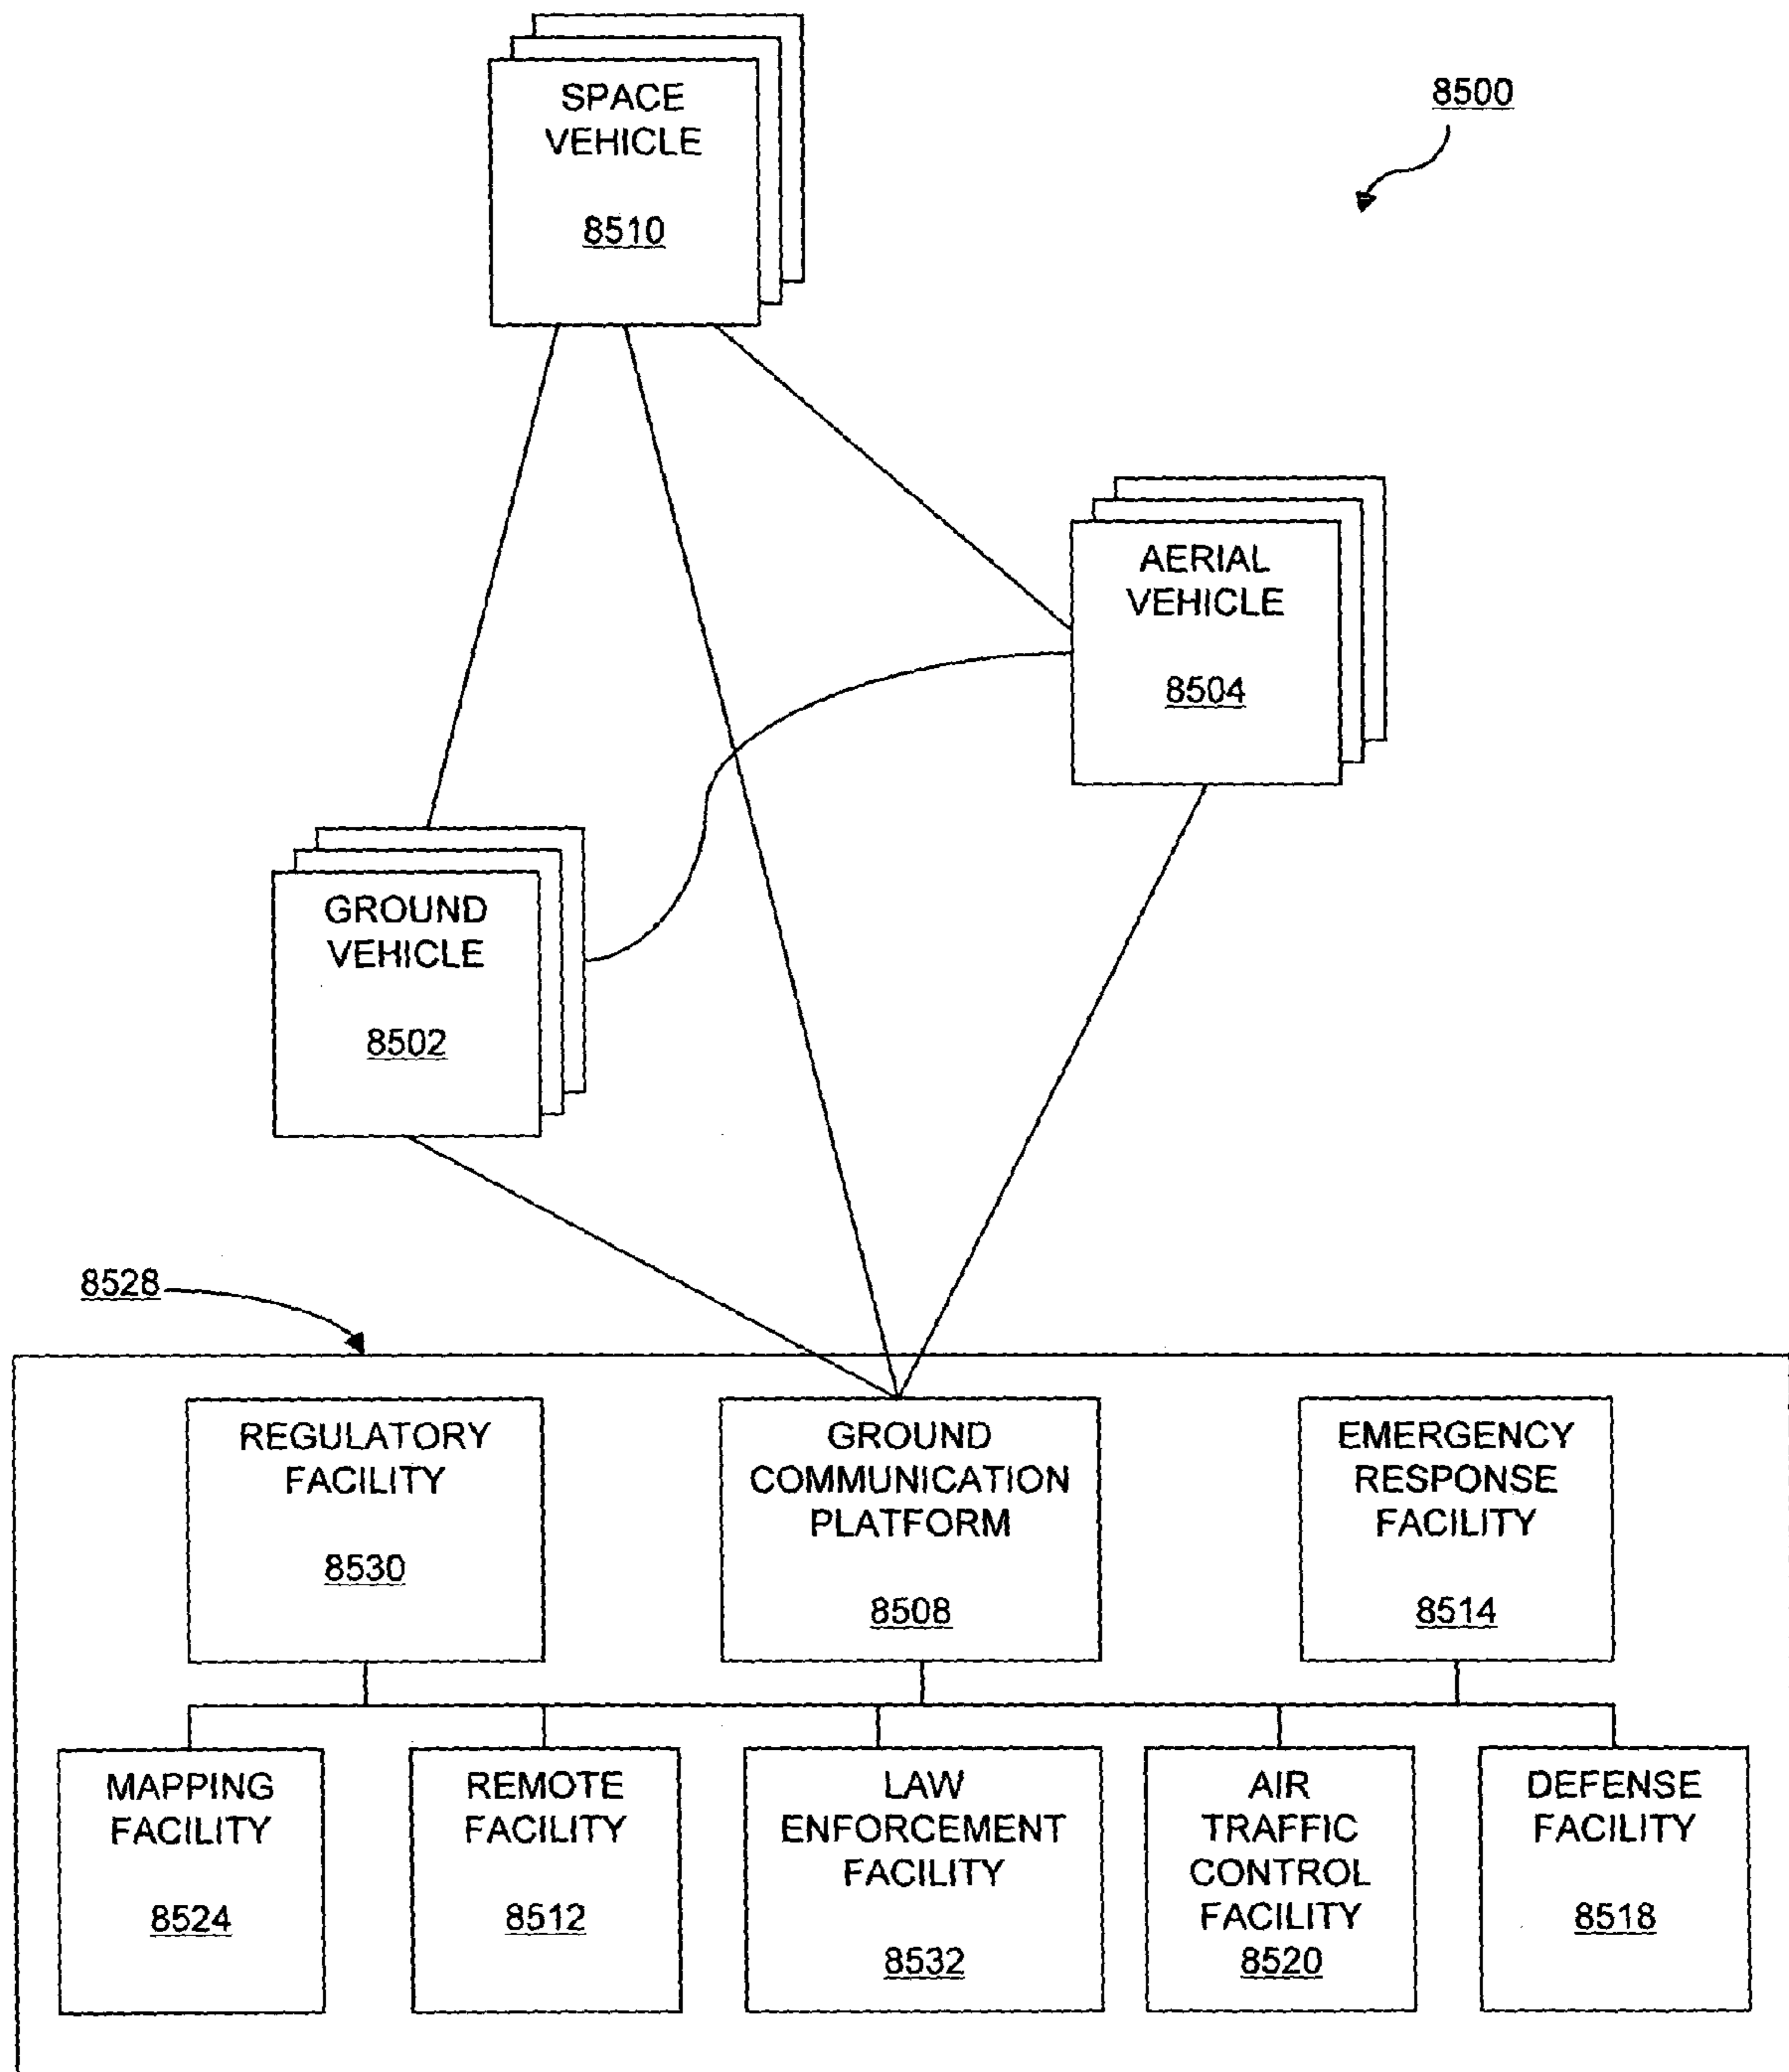 SPACE
VEHICLE
8510
8500
AERIAL
VEHICLE
8504
GROUND
VEHICLE
8502
8528
REGULATORY
FACILITY
8530
GROUND
COMMUNICATION
PLATFORM
8508
EMERGENCY
RESPONSE
FACILITY
8514
MAPPING
FACILITY
8524
REMOTE
FACILITY
8512
LAW
ENFORCEMENT
FACILITY
8532
AIR
TRAFFIC
CONTROL
FACILITY
8520
DEFENSE
FACILITY
8518